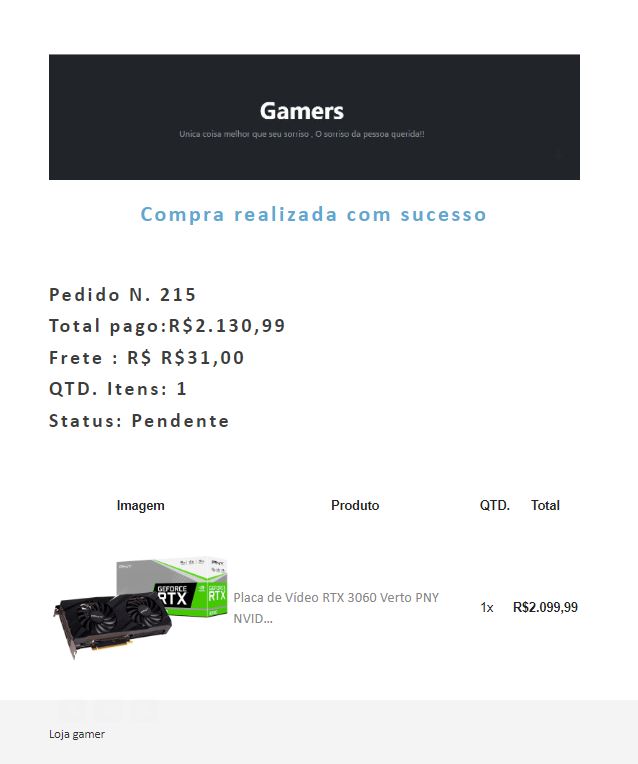 Gamers
Unica coisa melhor que seu sorriso , O sorriso da pessoa querida!!
Compra realizada com sucesso
Pedido N. 215
Total pago:R$2.130,99
Frete : R$ R$31,00
QTD. Itens: 1
Status: Pendente
Imagem Produto QTD. Total
PNY
GEFORCE
RTX
RTX
Placa de Vídeo RTX 3060 Verto PNY
NVID...
1x R$2.099,99
Loja gamer